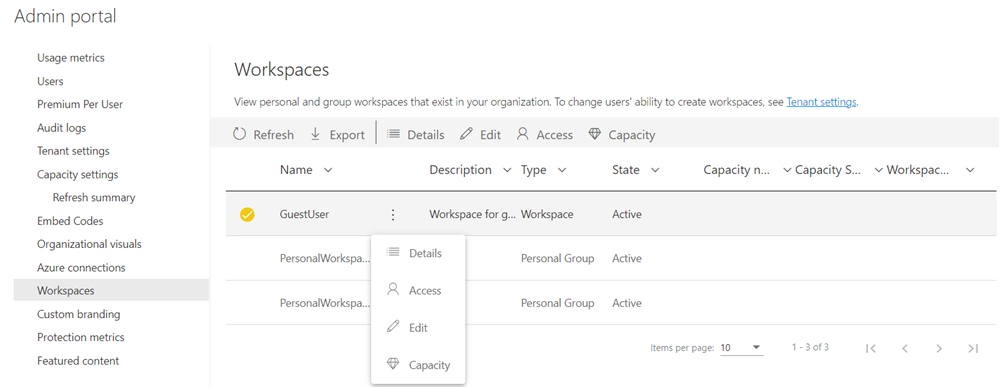 Admin portal
Usage metrics
Users
Premium Per User
Audit logs
Tenant settings
Capacity settings
Refresh summary
Embed Codes
Organizational visuals
Azure connections
Workspaces
Custom branding
Protection metrics
Featured content
Workspaces
View personal and group workspaces that exist in your organization. To change users' ability to create workspaces, see Tenant settings.
Refresh Export Details Edit Access Capacity
Name Description Type State Capacity n... Capacity S... Workspac...
GuestUser Workspace for g... Workspace Active
PersonalWorkspa... Personal Group Active
PersonalWorkspa... Personal Group Active
Details
Access
Edit
Capacity
Items per page: 10 1 - 3 of 3